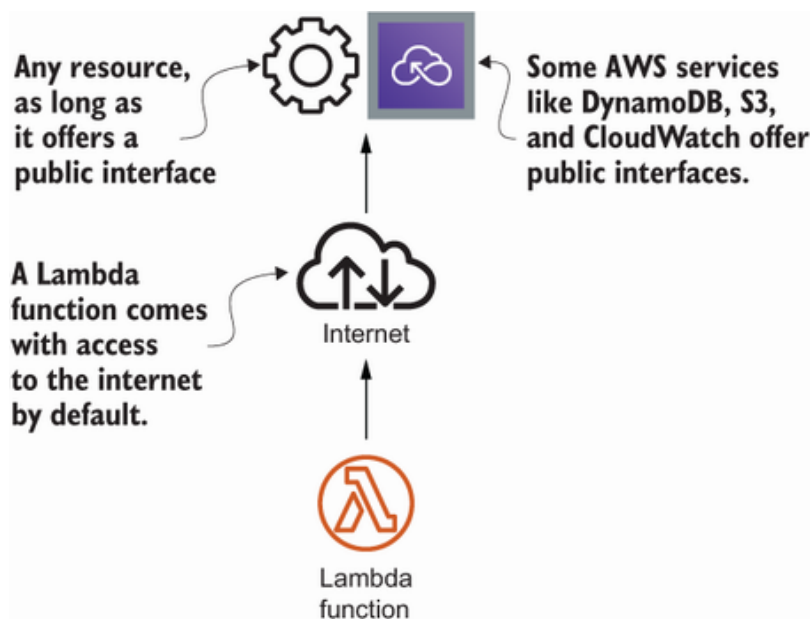 Any resource,
as long as
it offers a
public interface
Some AWS services
like DynamoDB, S3,
and CloudWatch offer
public interfaces.
A Lambda
function comes
with access
to the internet
by default.
Internet
Lambda
function